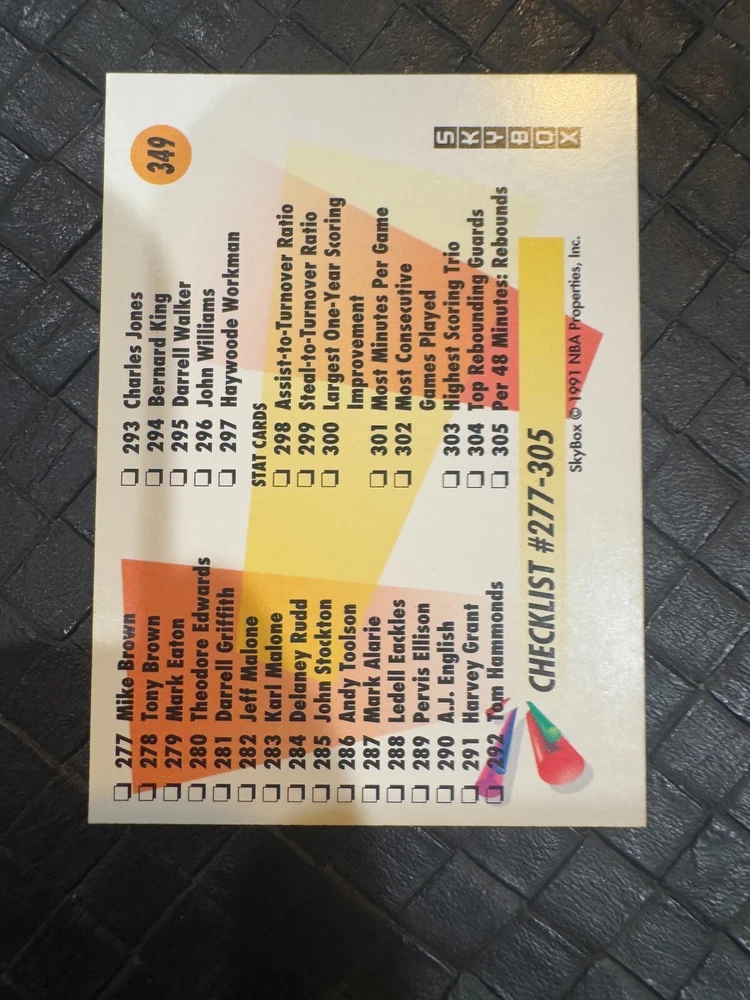 349
277 Mike Brown
278 Tony Brown
279 Mark Eaton
280 Theodore Edwards
281 Darrell Griffith
282 Jeff Malone
283 Karl Malone
284 Delaney Rudd
285 John Stockton
286 Andy Toolson
287 Mark Alarie
288 Ledell Eackles
289 Pervis Ellison
290 A.J. English
291 Harvey Grant
292 Tom Hammonds
293 Charles Jones
294 Bernard King
295 Darrell Walker
296 John Williams
297 Haywoode Workman
STAT CARDS
298 Assist-to-Turnover Ratio
299 Steal-to-Turnover Ratio
300 Largest One-Year Scoring
Improvement
301 Most Minutes Per Game
302 Most Consecutive
Games Played
303 Highest Scoring Trio
304 Top Rebounding Guards
305 Per 48 Minutes: Rebounds
CHECKLIST #277-305
SkyBox © 1991 NBA Properties, Inc.
SKYBOX